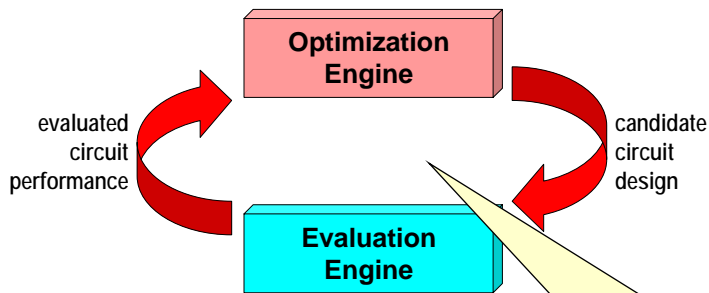 Optimization
Engine
evaluated
circuit
performance
candidate
circuit
design
Evaluation
Engine